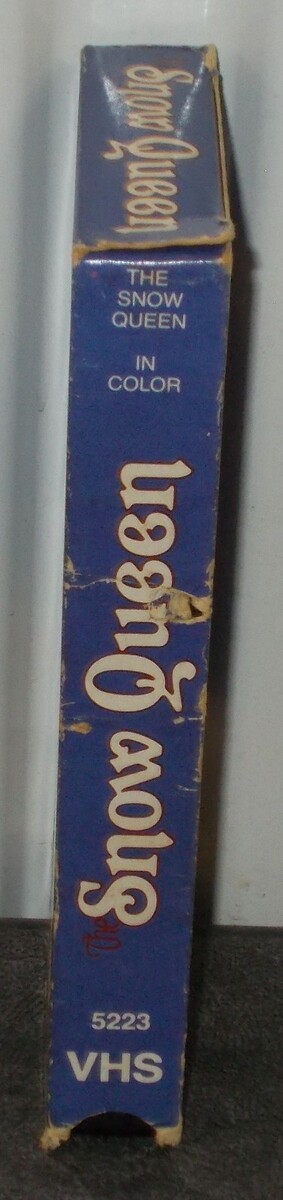 Snow Queen
THE
SNOW
QUEEN
IN
COLOR
The Snow Queen
5223
VHS